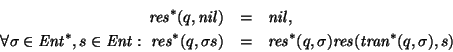 res*(q, nil) = nil,
∀σ ∈ Ent*, s ∈ Ent : res*(q, σs) = res*(q, σ)res(tran*(q, σ), s)